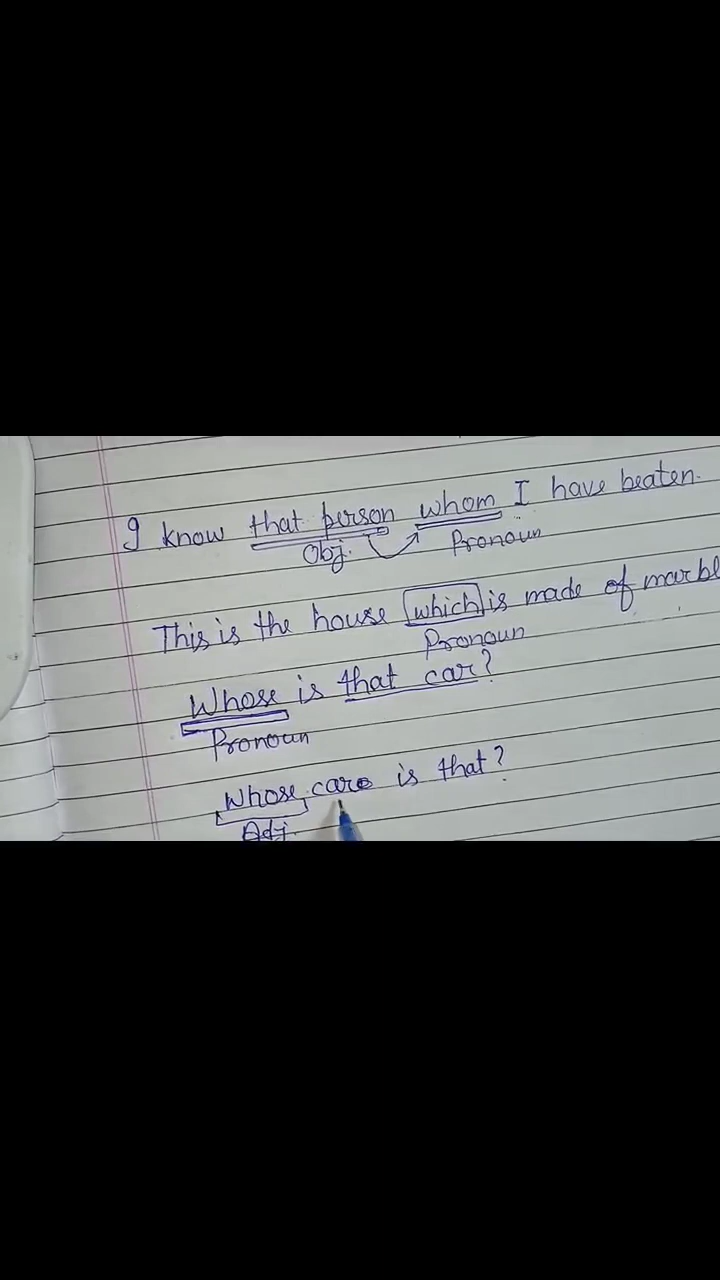 I know that person whom I have beaten.
Obj. Pronoun
This is the house which is made of marbl
Pronoun
Whose is that car?
Pronoun
Whose car is that?
Adj.